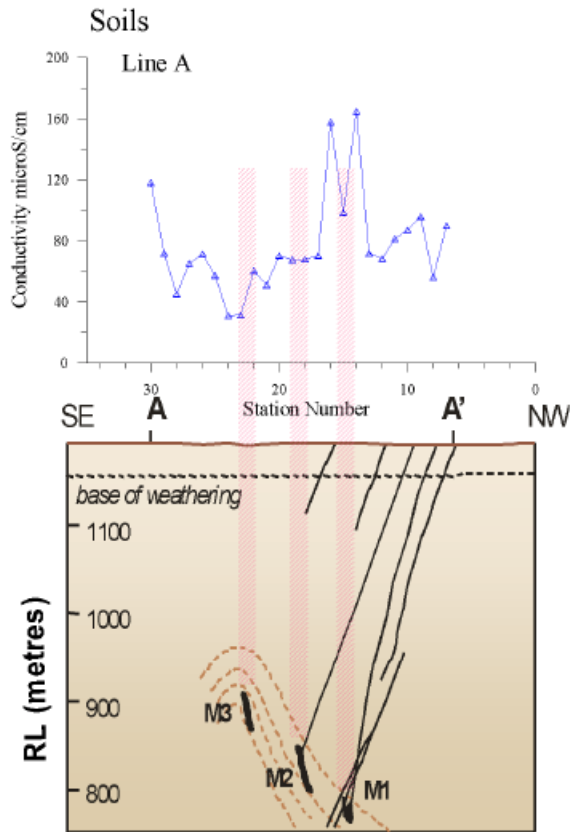 Soils
Line A
Conductivity microS/cm
200
160
120
80
40
0
30
20
10
0
Station Number
SE
A
A'
NW
base of weathering
RL (metres)
1100
1000
900
800
M3
M2
M1